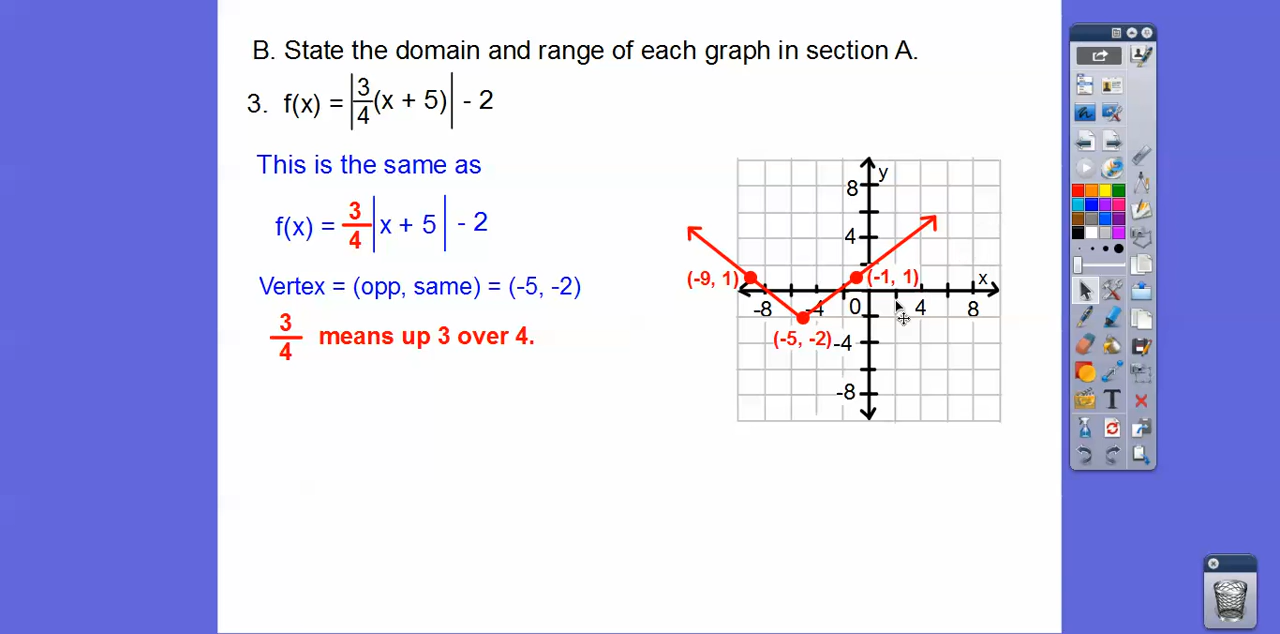 B. State the domain and range of each graph in section A.
3. f(x) = |3/4(x + 5)| - 2
This is the same as
f(x) = 3/4|x + 5| - 2
Vertex = (opp, same) = (-5, -2)
3/4 means up 3 over 4.
y
8
4
(-9, 1)
(-1, 1)
x
-8
-4
0
4
8
(-5, -2)
-4
-8
T